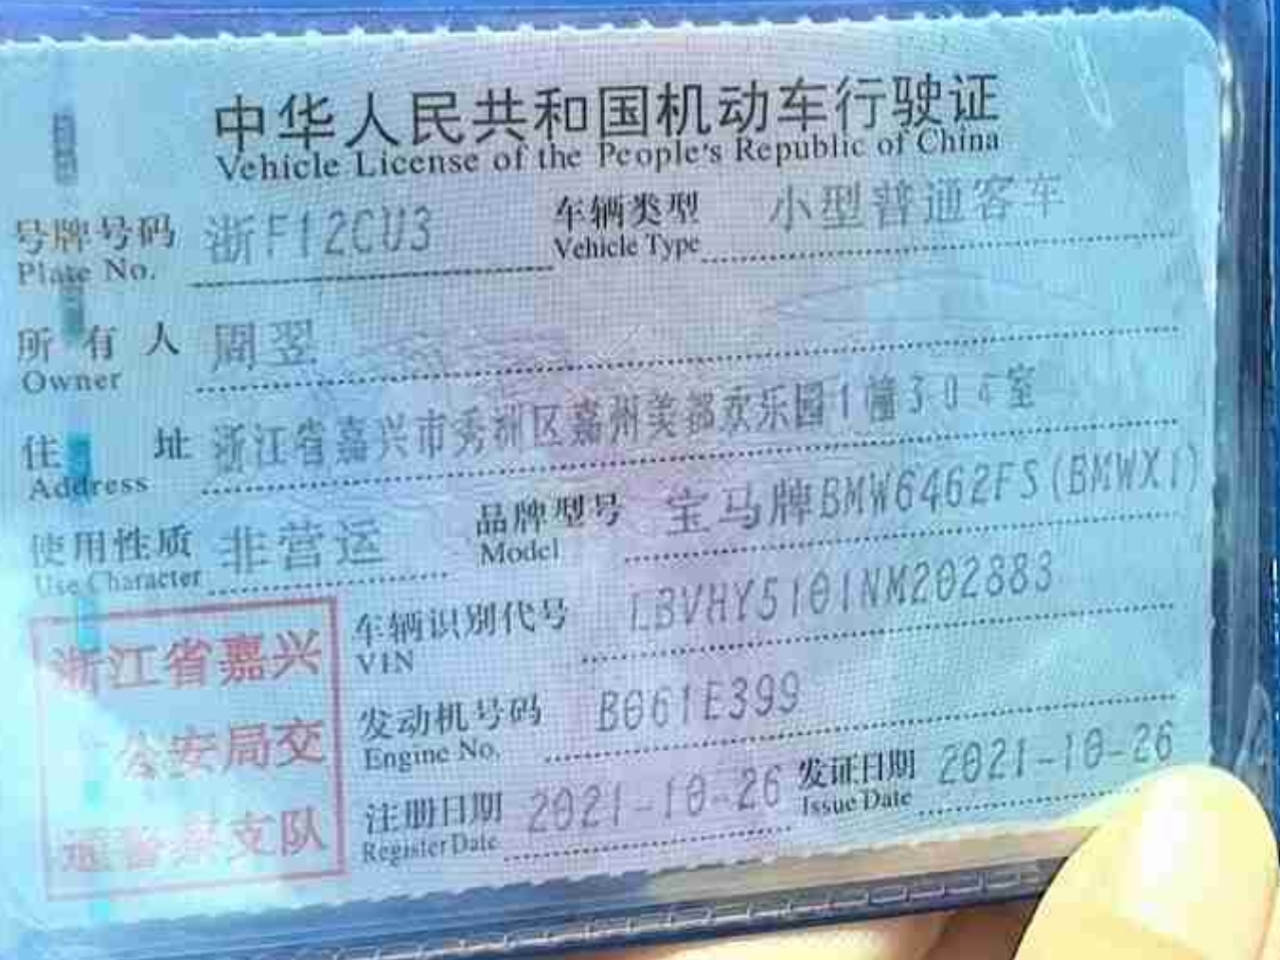 中华人民共和国机动车行驶证
Vehicle License of the People's Republic of China
号牌号码 浙F12CU3 车辆类型 小型普通客车
Plate No. Vehicle Type
所有人 周翌
Owner
住址 浙江省嘉兴市秀洲区嘉州美都欢乐园1幢304室
Address
使用性质 非营运 品牌型号 宝马牌BMW6462FS(BMWX1)
Use Character Model
车辆识别代号 LBVHY5101NM202883
VIN
发动机号码 B061E399
Engine No.
注册日期 2021-10-26 发证日期 2021-10-26
Register Date Issue Date
浙江省嘉兴
公安局交
通警察支队